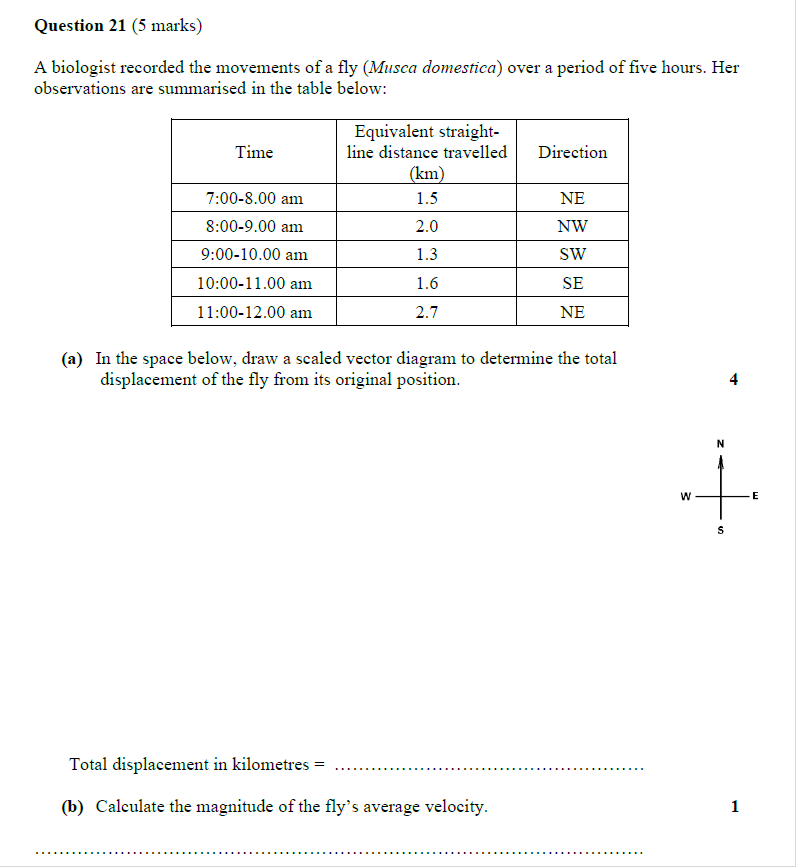 Question 21 (5 marks)
A biologist recorded the movements of a fly (Musca domestica) over a period of five hours. Her
observations are summarised in the table below:
Time
Equivalent straight-
line distance travelled
(km)
Direction
7:00-8.00 am 1.5 NE
8:00-9.00 am 2.0 NW
9:00-10.00 am 1.3 SW
10:00-11.00 am 1.6 SE
11:00-12.00 am 2.7 NE
(a) In the space below, draw a scaled vector diagram to determine the total
displacement of the fly from its original position. 4
N
W E
S
Total displacement in kilometres = ....................................................
(b) Calculate the magnitude of the fly's average velocity. 1
......................................................................................................